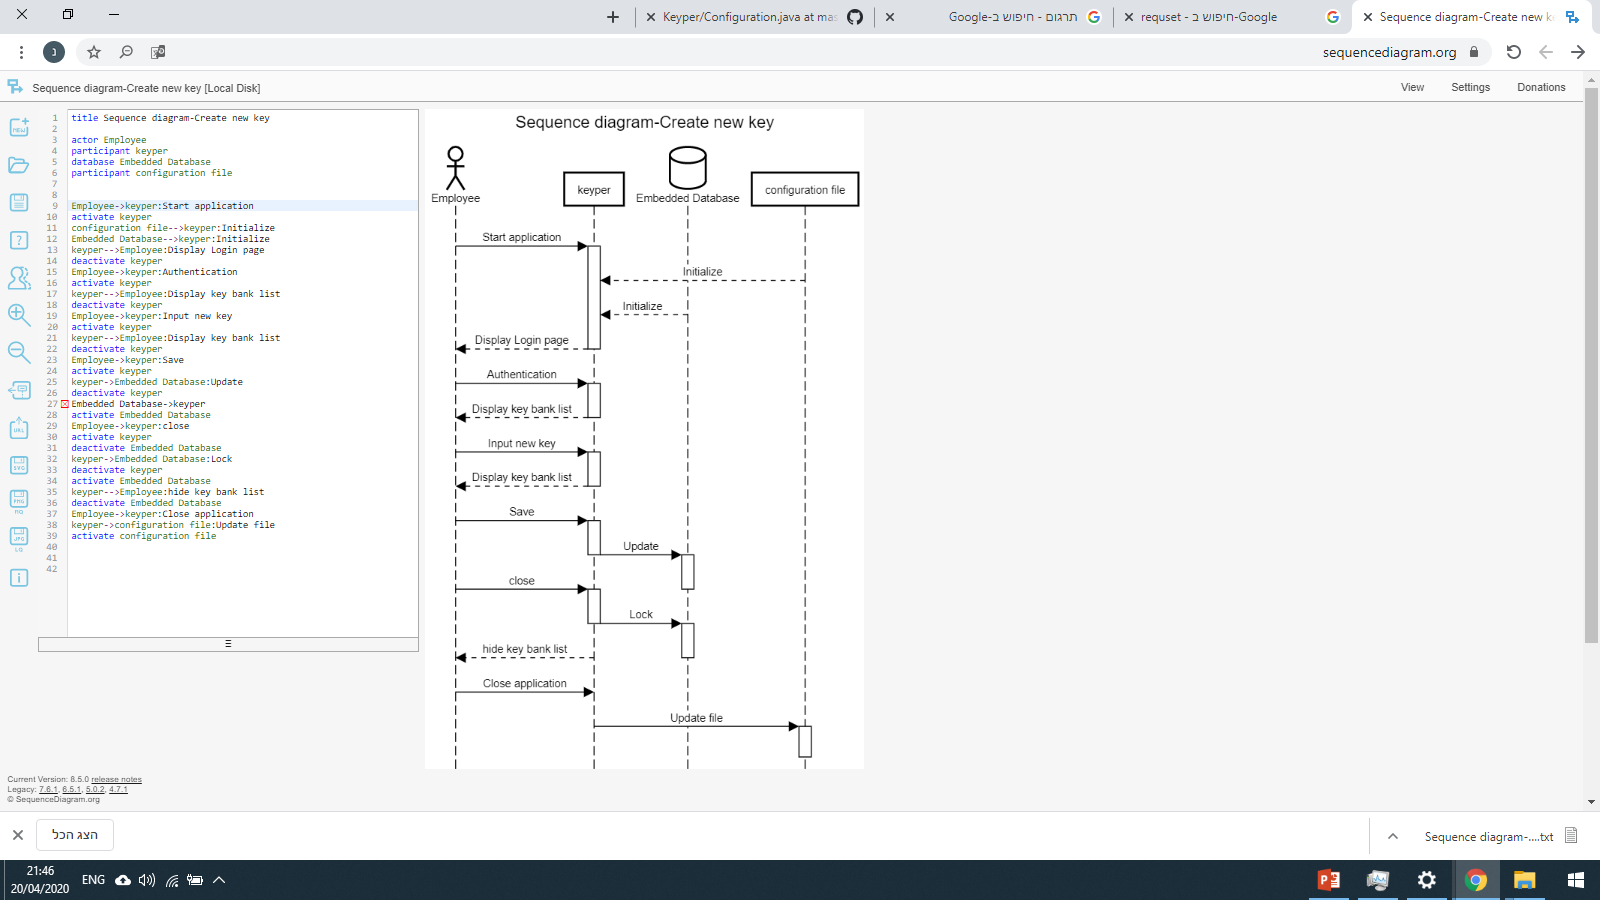 Keyper/Configuration.java at mas
תרגום - חיפוש ב-Google
requset - חיפוש ב-Google
Sequence diagram-Create new k
נ
sequencediagram.org
Sequence diagram-Create new key [Local Disk]
View
Settings
Donations
1 title Sequence diagram-Create new key
2
3 actor Employee
4 participant keyper
5 database Embedded Database
6 participant configuration file
7
8
9 Employee->keyper:Start application
10 activate keyper
11 configuration file-->keyper:Initialize
12 Embedded Database-->keyper:Initialize
13 keyper-->Employee:Display Login page
14 deactivate keyper
15 Employee->keyper:Authentication
16 activate keyper
17 keyper-->Employee:Display key bank list
18 deactivate keyper
19 Employee->keyper:Input new key
20 activate keyper
21 keyper-->Employee:Display key bank list
22 deactivate keyper
23 Employee->keyper:Save
24 activate keyper
25 keyper->Embedded Database:Update
26 deactivate keyper
27 Embedded Database->keyper
28 activate Embedded Database
29 Employee->keyper:close
30 activate keyper
31 deactivate Embedded Database
32 keyper->Embedded Database:Lock
33 deactivate keyper
34 activate Embedded Database
35 keyper-->Employee:hide key bank list
36 deactivate Embedded Database
37 Employee->keyper:Close application
38 keyper->configuration file:Update file
39 activate configuration file
40
41
42
Sequence diagram-Create new key
Employee
keyper
Embedded Database
configuration file
Start application
Initialize
Initialize
Display Login page
Authentication
Display key bank list
Input new key
Display key bank list
Save
Update
close
Lock
hide key bank list
Close application
Update file
Current Version: 8.5.0 release notes
Legacy: 7.6.1, 6.5.1, 5.0.2, 4.7.1
© SequenceDiagram.org
הצג הכל
Sequence diagram-....txt
21:46
20/04/2020
ENG